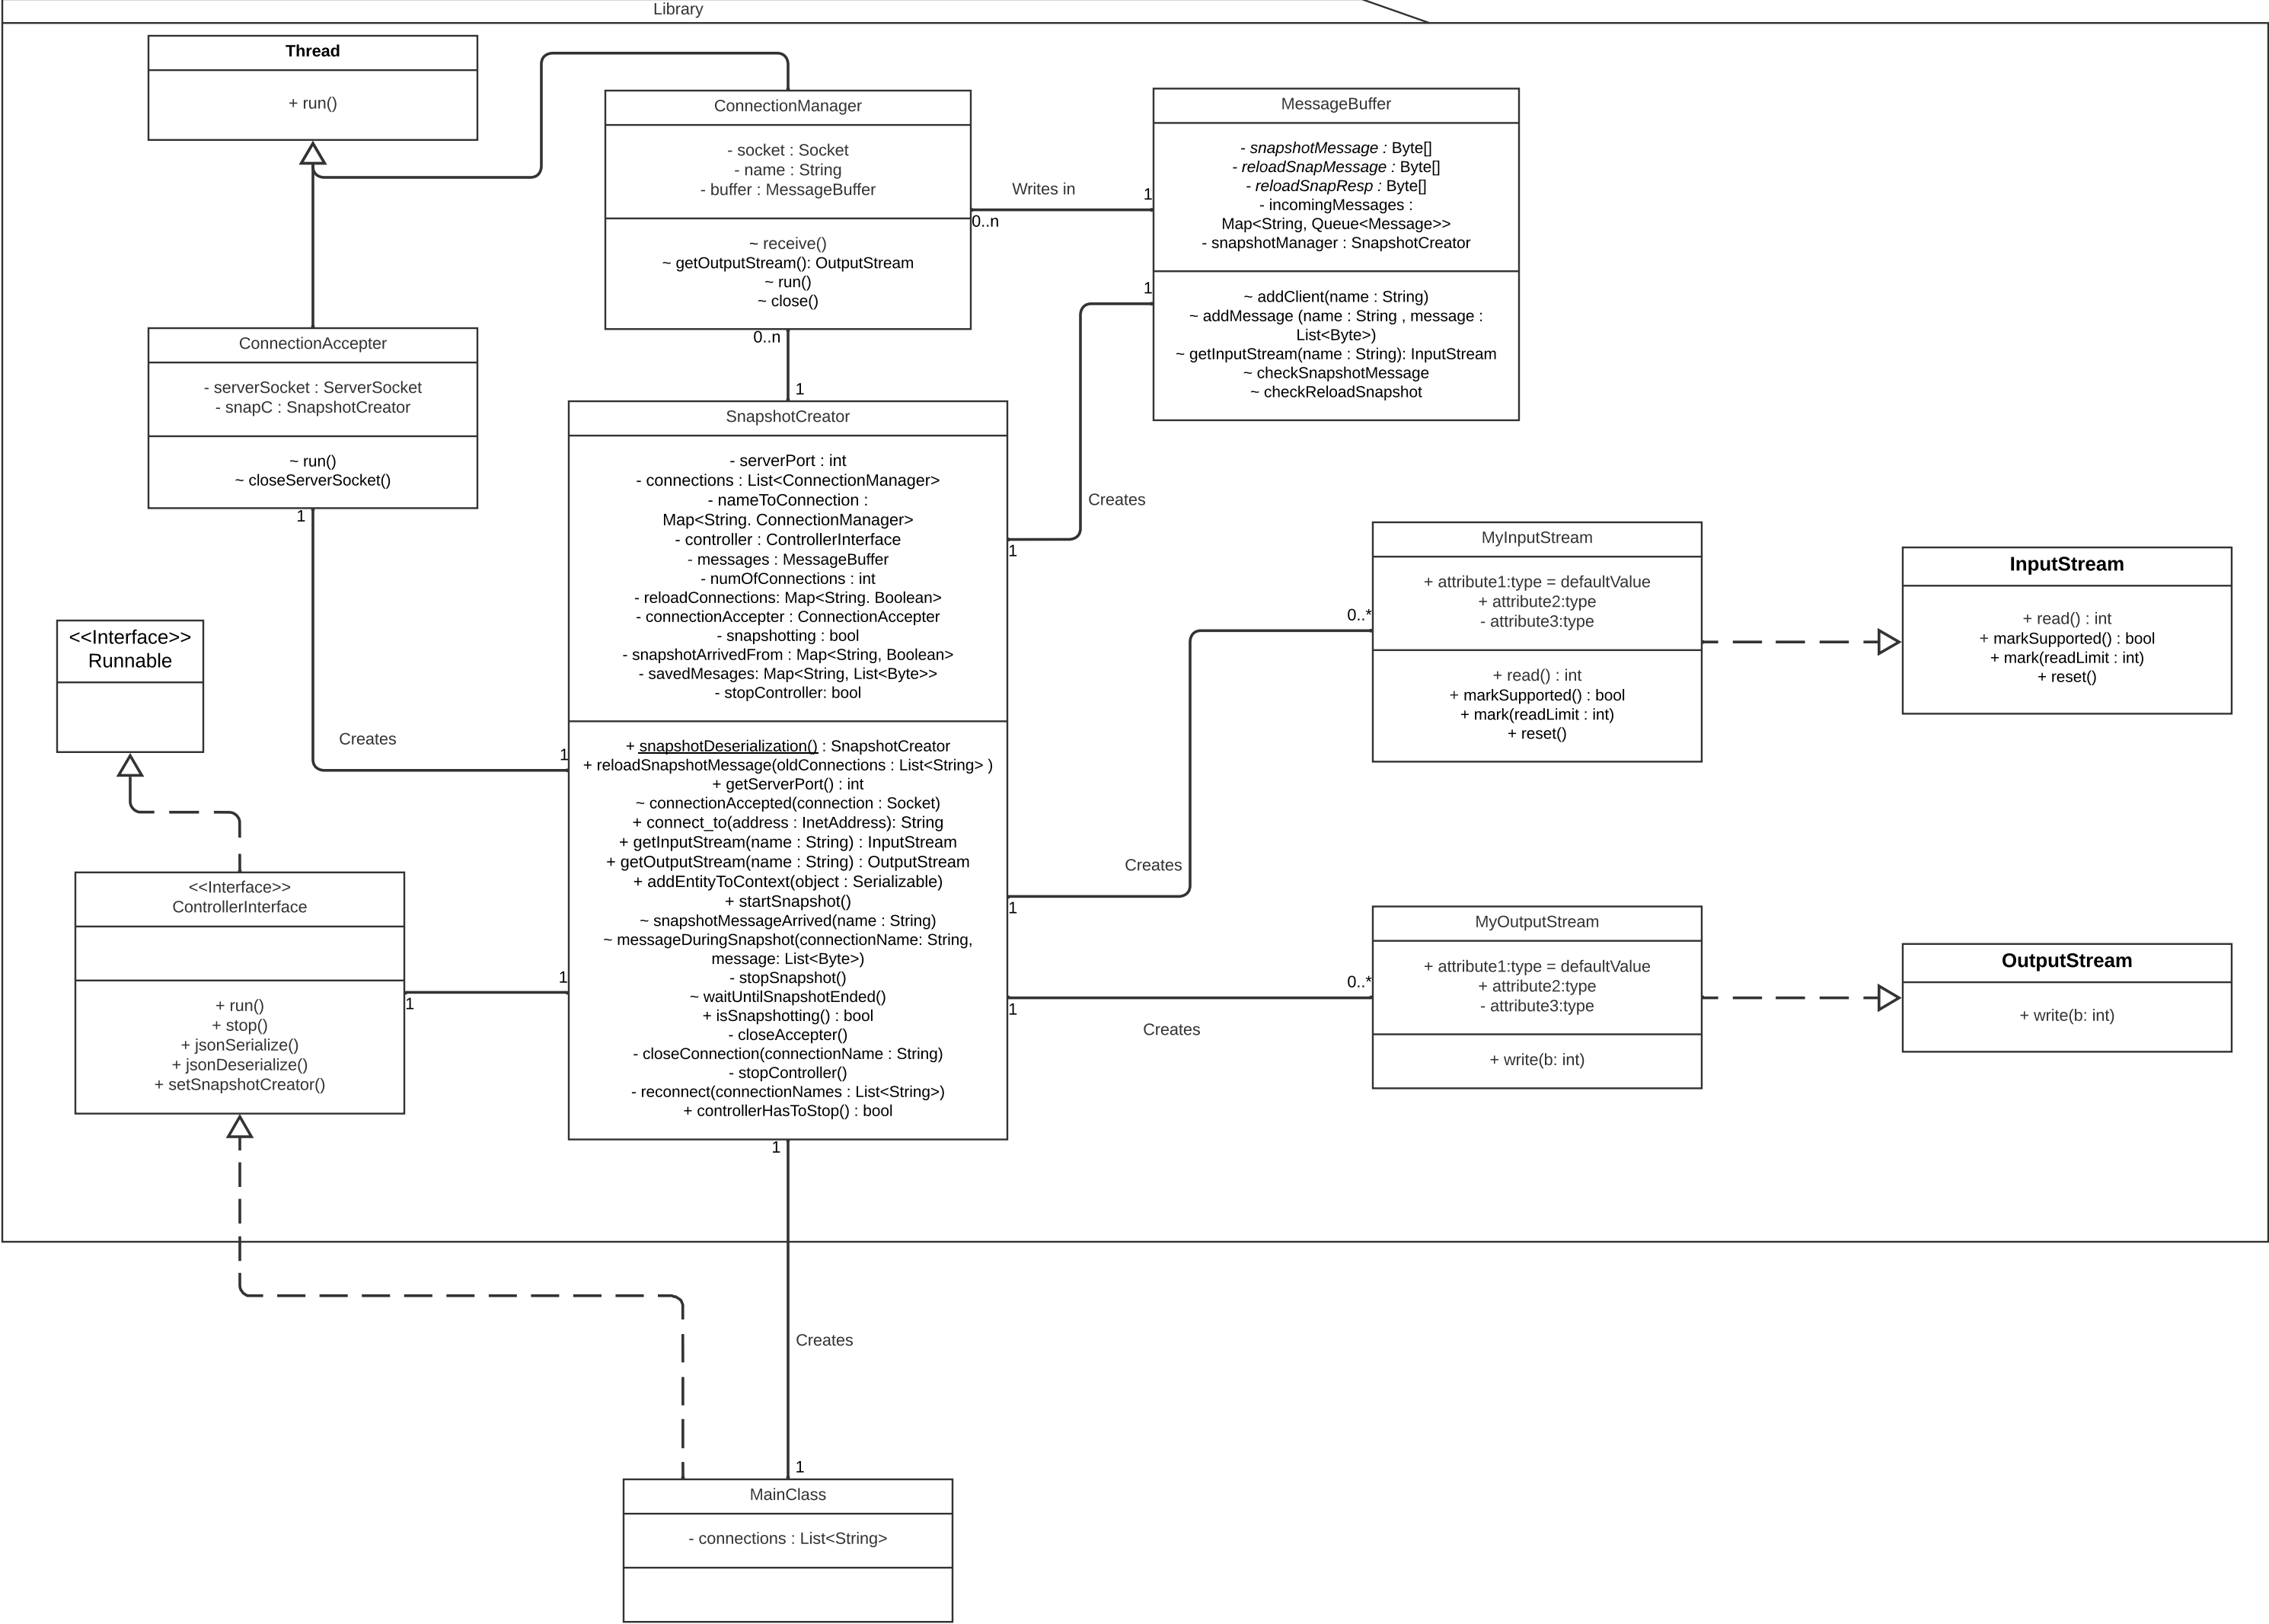 Library
Thread
+ run()
ConnectionManager
- socket : Socket
- name : String
- buffer : MessageBuffer
~ receive()
~ getOutputStream(): OutputStream
~ run()
~ close()
Writes in
0..n
1
MessageBuffer
- snapshotMessage : Byte[]
- reloadSnapMessage : Byte[]
- reloadSnapResp : Byte[]
- incomingMessages :
Map<String, Queue<Message>>
- snapshotManager : SnapshotCreator
~ addClient(name : String)
~ addMessage (name : String , message :
List<Byte>)
~ getInputStream(name : String): InputStream
~ checkSnapshotMessage
~ checkReloadSnapshot
1
Creates
1
0..n
1
ConnectionAccepter
- serverSocket : ServerSocket
- snapC : SnapshotCreator
~ run()
~ closeServerSocket()
1
Creates
1
SnapshotCreator
- serverPort : int
- connections : List<ConnectionManager>
- nameToConnection :
Map<String. ConnectionManager>
- controller : ControllerInterface
- messages : MessageBuffer
- numOfConnections : int
- reloadConnections: Map<String. Boolean>
- connectionAccepter : ConnectionAccepter
- snapshotting : bool
- snapshotArrivedFrom : Map<String, Boolean>
- savedMesages: Map<String, List<Byte>>
- stopController: bool
+ snapshotDeserialization() : SnapshotCreator
+ reloadSnapshotMessage(oldConnections : List<String> )
+ getServerPort() : int
~ connectionAccepted(connection : Socket)
+ connect_to(address : InetAddress): String
+ getInputStream(name : String) : InputStream
+ getOutputStream(name : String) : OutputStream
+ addEntityToContext(object : Serializable)
+ startSnapshot()
~ snapshotMessageArrived(name : String)
~ messageDuringSnapshot(connectionName: String,
message: List<Byte>)
- stopSnapshot()
~ waitUntilSnapshotEnded()
+ isSnapshotting() : bool
- closeAccepter()
- closeConnection(connectionName : String)
- stopController()
- reconnect(connectionNames : List<String>)
+ controllerHasToStop() : bool
MyInputStream
+ attribute1:type = defaultValue
+ attribute2:type
- attribute3:type
+ read() : int
+ markSupported() : bool
+ mark(readLimit : int)
+ reset()
0..*
Creates
1
InputStream
+ read() : int
+ markSupported() : bool
+ mark(readLimit : int)
+ reset()
<<Interface>>
Runnable
<<Interface>>
ControllerInterface
+ run()
+ stop()
+ jsonSerialize()
+ jsonDeserialize()
+ setSnapshotCreator()
1
1
MyOutputStream
+ attribute1:type = defaultValue
+ attribute2:type
- attribute3:type
+ write(b: int)
0..*
1
Creates
OutputStream
+ write(b: int)
1
Creates
1
MainClass
- connections : List<String>